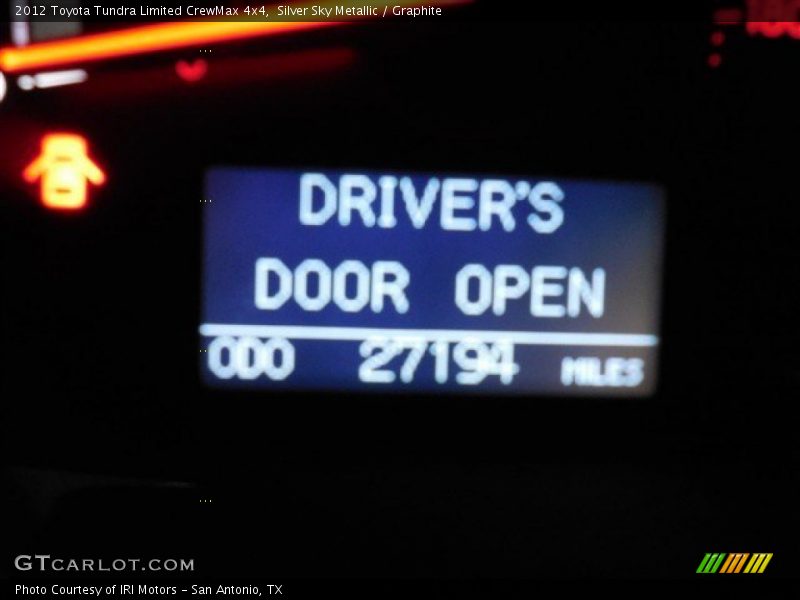 2012 Toyota Tundra Limited CrewMax 4x4, Silver Sky Metallic / Graphite
DRIVER'S
DOOR OPEN
ODO 27194 MILES
GTCARLOT.COM
Photo Courtesy of IRI Motors - San Antonio, TX